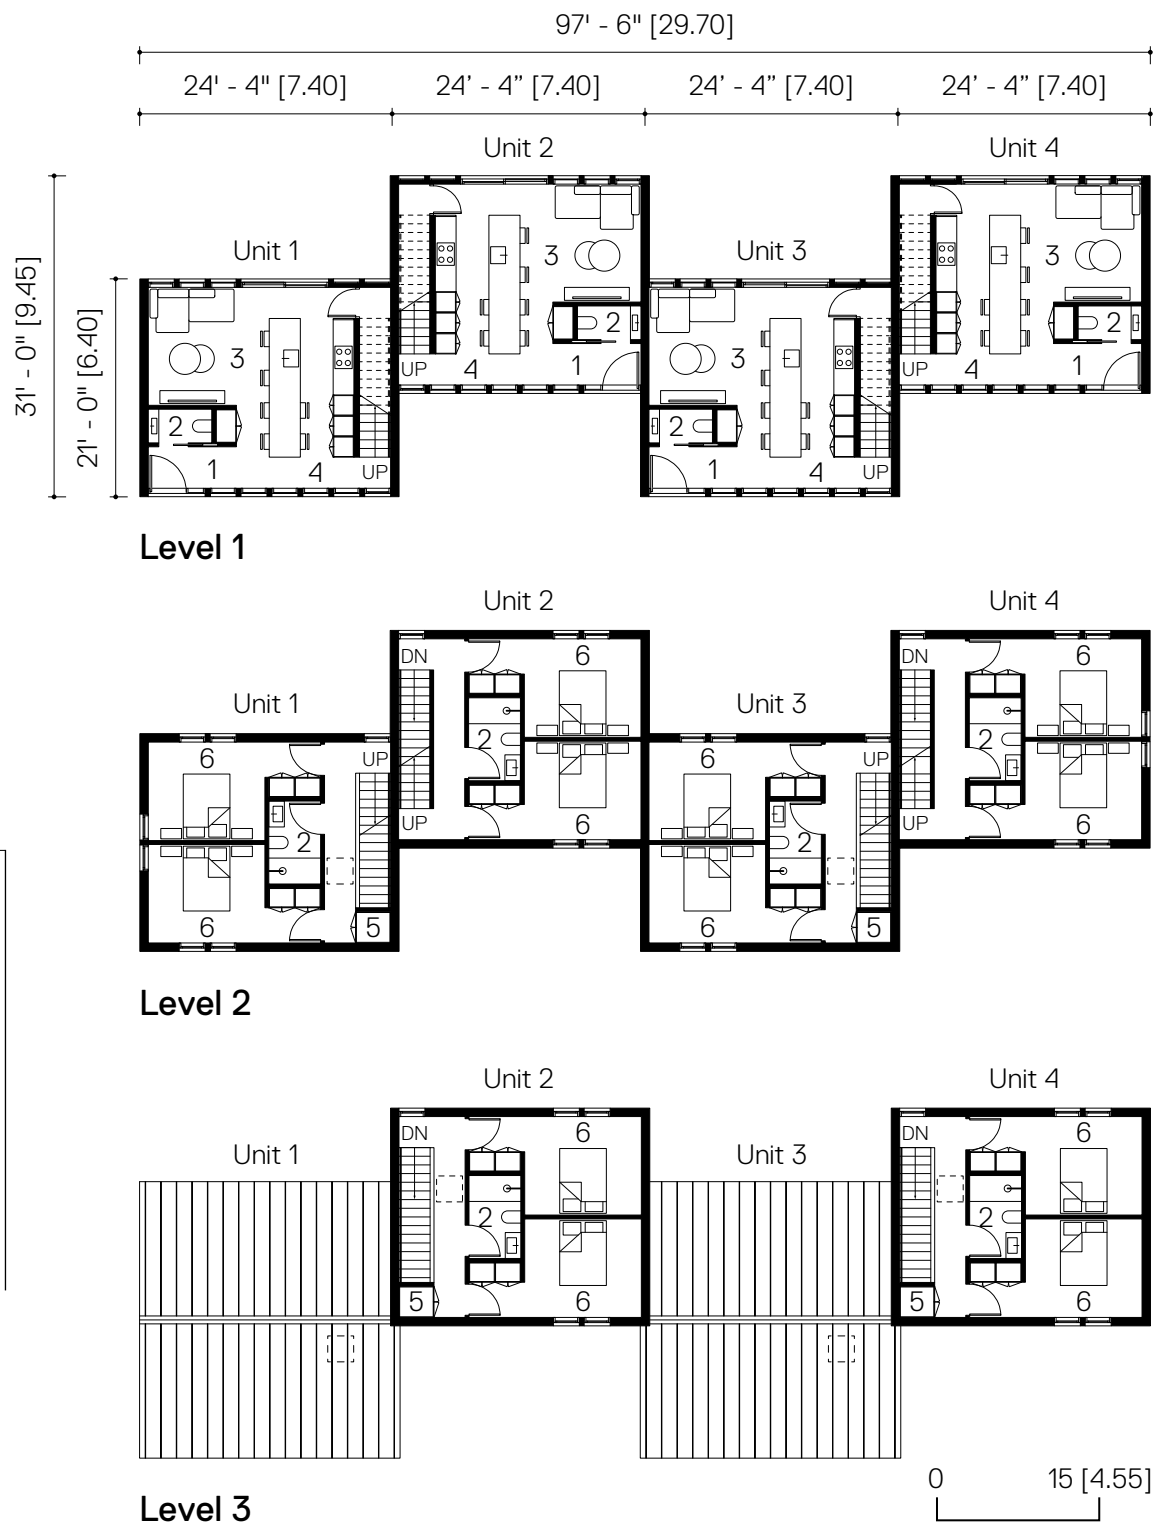 97' - 6" [29.70]
24' - 4" [7.40] 24' - 4” [7.40] 24' - 4” [7.40] 24' - 4” [7.40]
Unit 2 Unit 4
Unit 1 3 Unit 3 3
31' - 0" [9.45]
21' - 0" [6.40]
2 2
3 UP 4 1 3 UP 4 1
2 2
1 4 UP 1 4 UP
Level 1
Unit 2 Unit 4
DN 6 DN 6
Unit 1 Unit 3
2 2
6 UP 6 UP
UP 6 UP 6
2 2
6 5 6 5
Level 2
Unit 2 Unit 4
DN 6 DN 6
Unit 1 Unit 3
2 2
5 6 5 6
0 15 [4.55]
Level 3